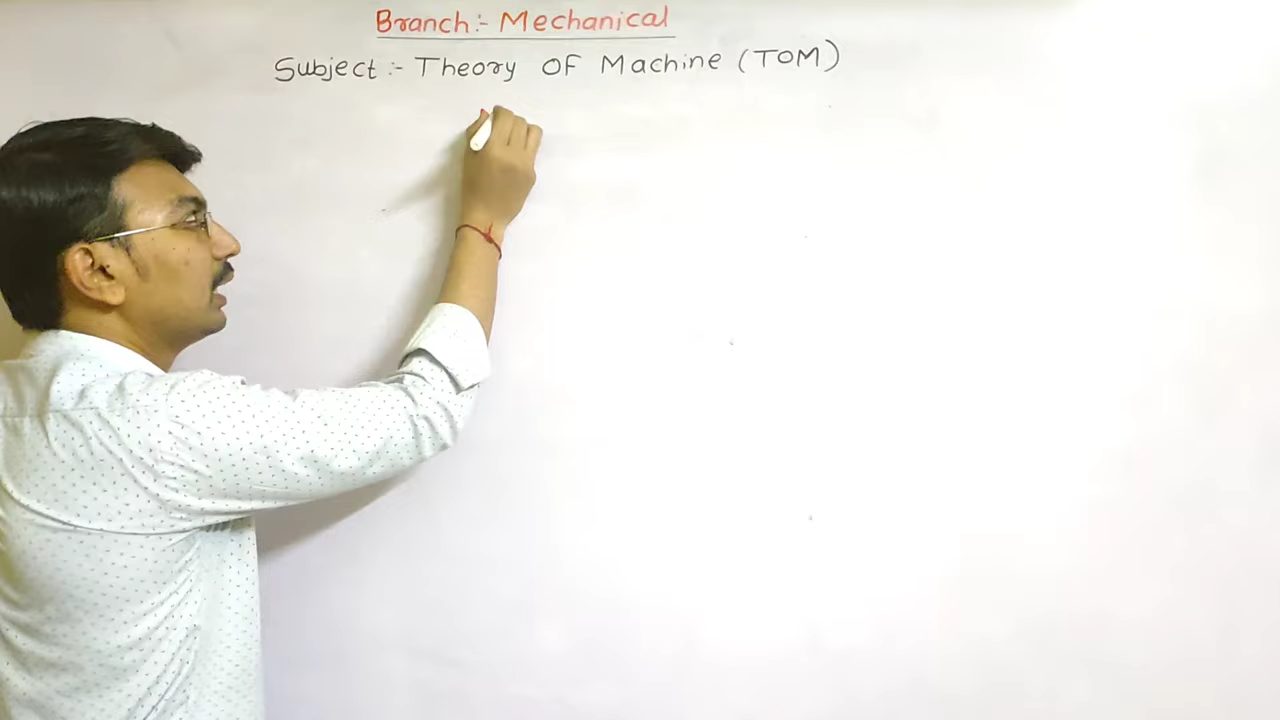 Branch:- Mechanical
Subject:- Theory OF Machine (TOM)